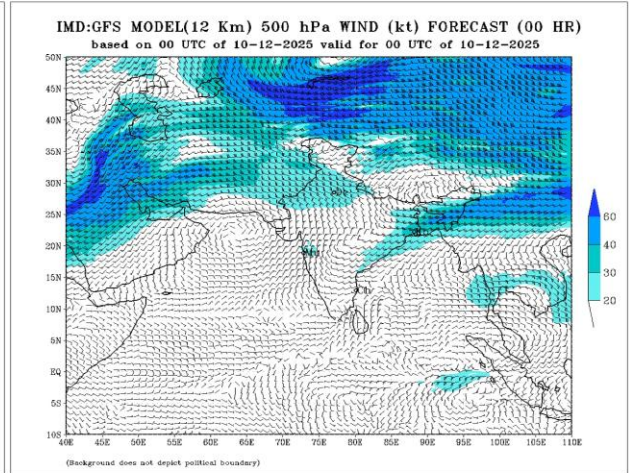 IMD:GFS MODEL(12 Km) 500 hPa WIND (kt) FORECAST (00 HR)
based on 00 UTC of 10-12-2025 valid for 00 UTC of 10-12-2025
50N
45N
40N
35N
30N
25N
20N
15N
10N
5N
EQ
5S
10S
40E 45E 50E 55E 60E 65E 70E 75E 80E 85E 90E 95E 100E 105E 110E
60
40
30
20
(Background does not depict political boundary)